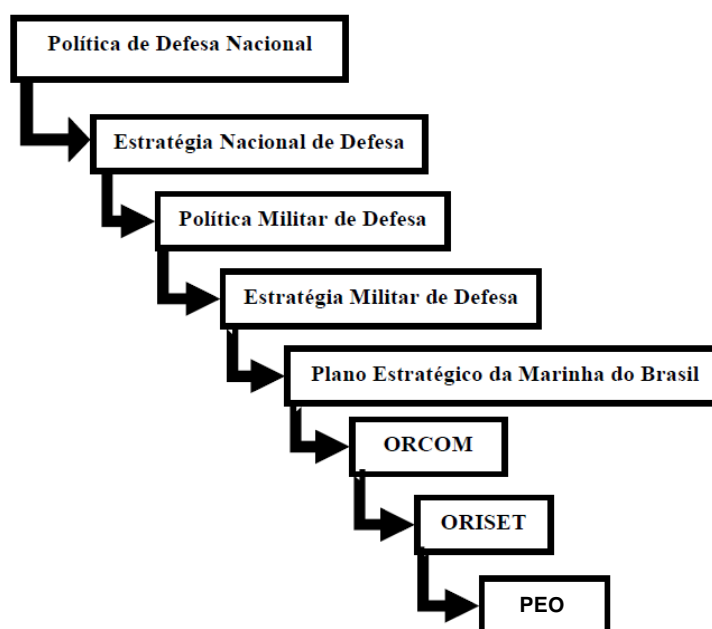 Política de Defesa Nacional
Estratégia Nacional de Defesa
Política Militar de Defesa
Estratégia Militar de Defesa
Plano Estratégico da Marinha do Brasil
ORCOM
ORISET
PEO